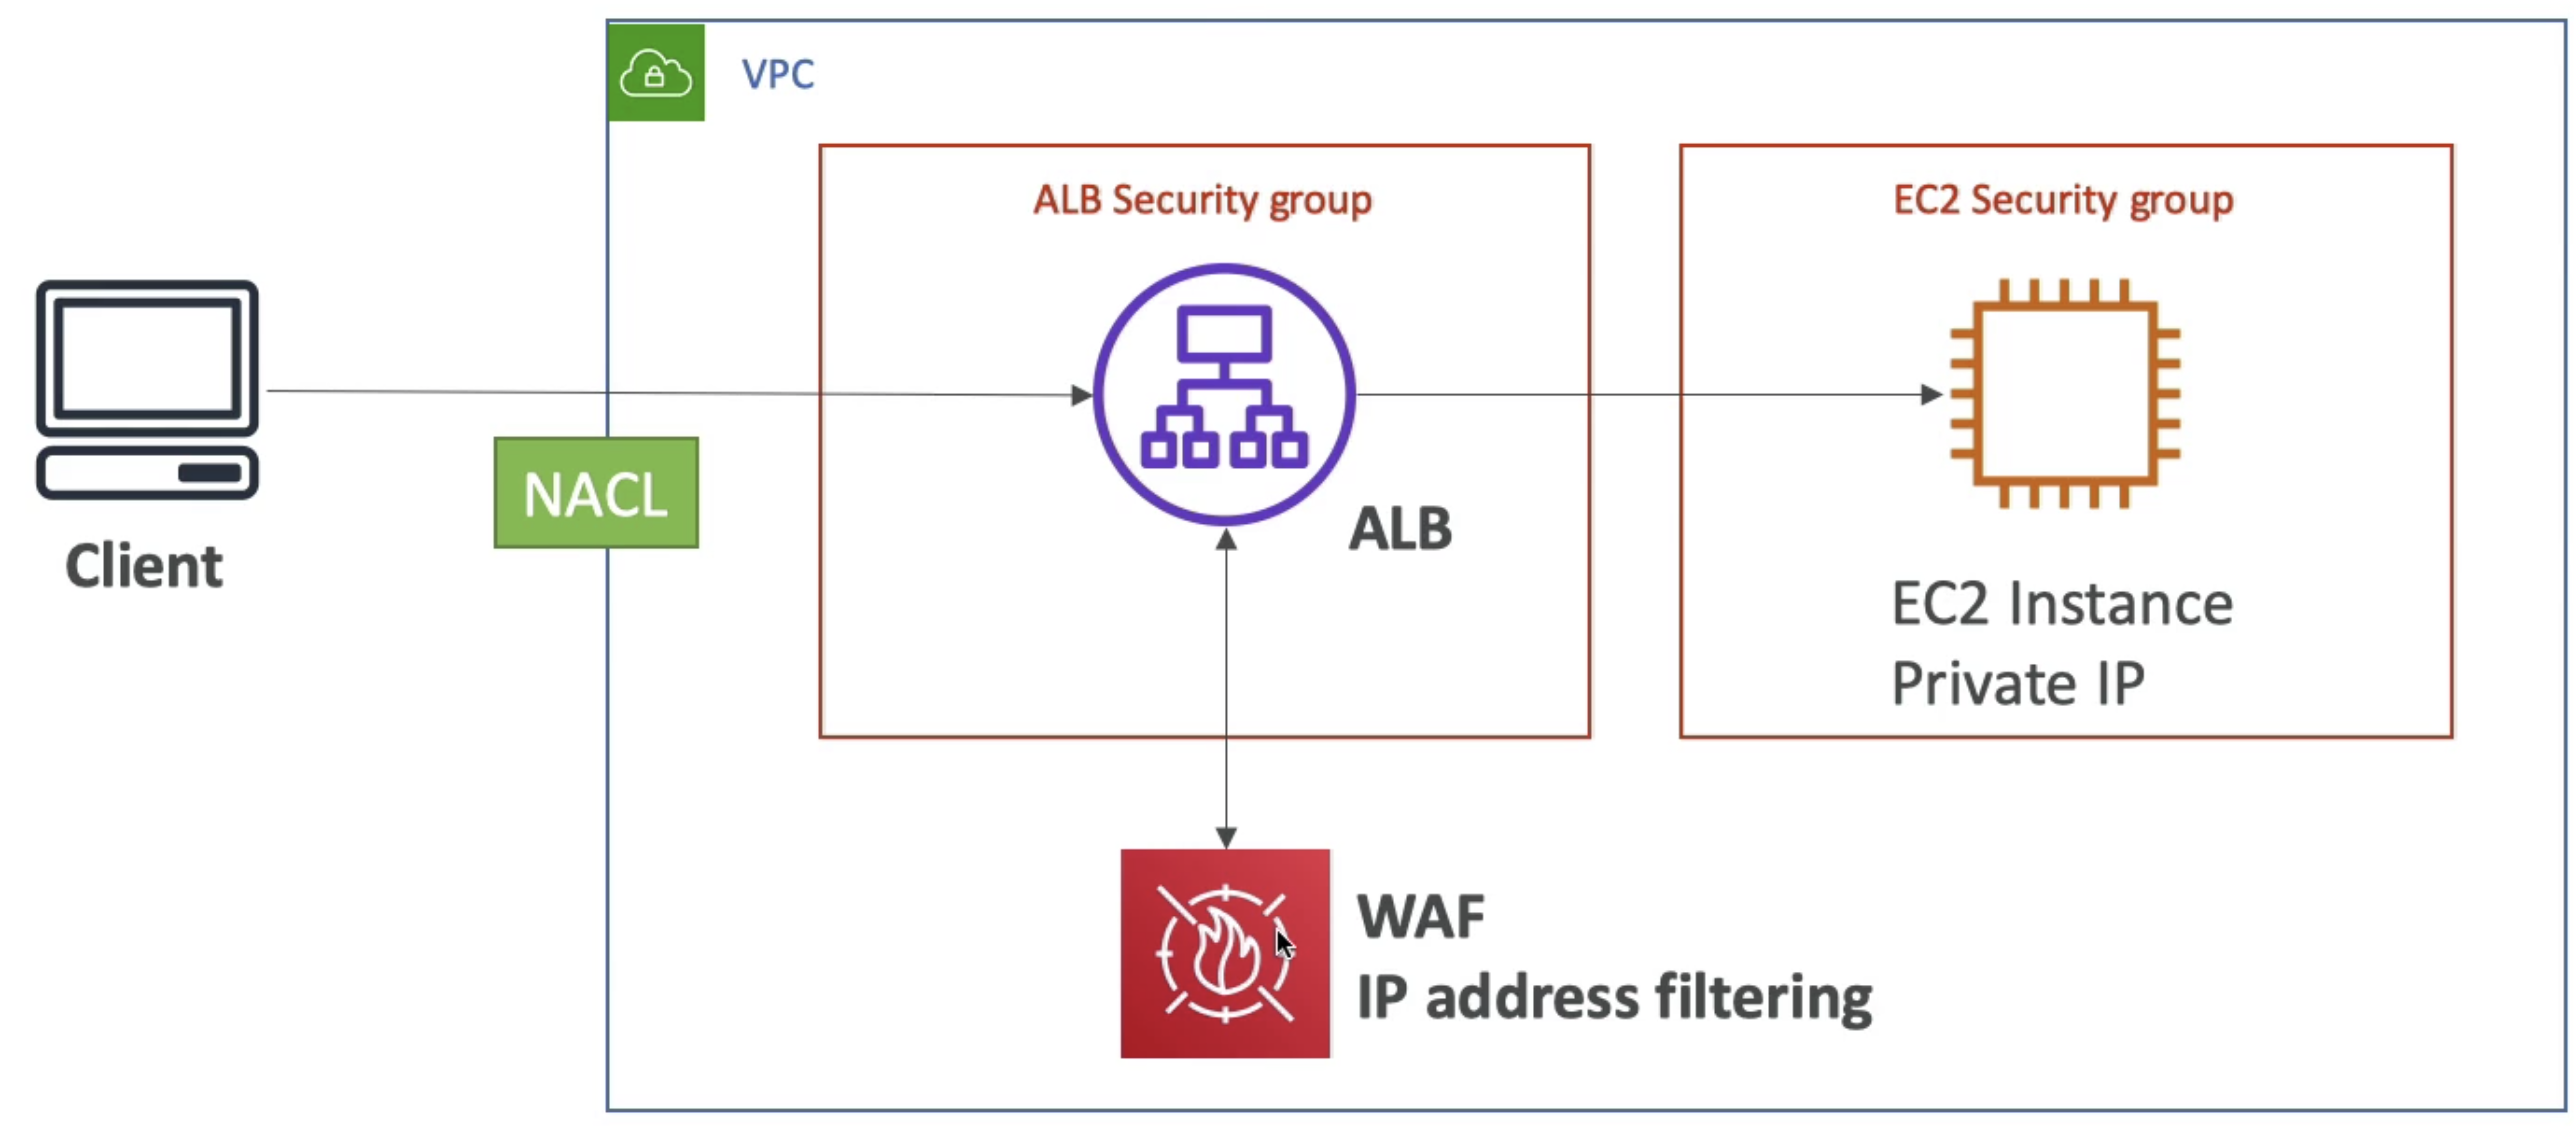 VPC
ALB Security group
EC2 Security group
NACL
Client
ALB
EC2 Instance
Private IP
WAF
IP address filtering